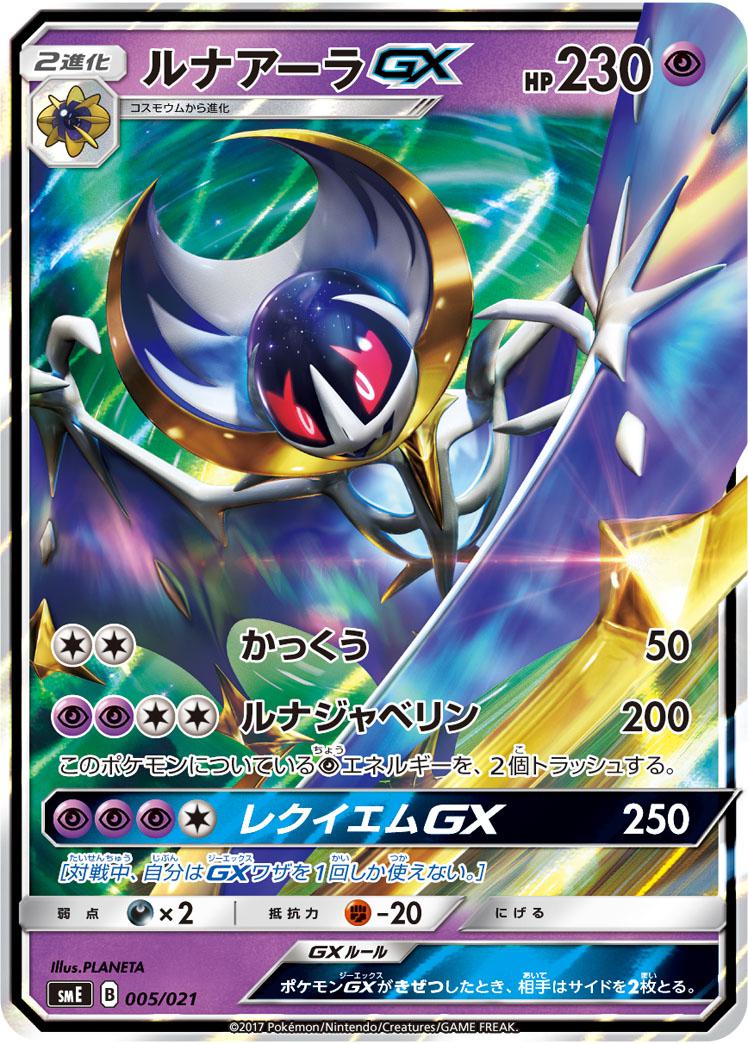 2進化 ルナアーラGX HP230
コスモウムから進化
かっくう 50
ルナジャベリン 200
このポケモンについているエネルギーを、2個トラッシュする。
レクイエムGX 250
[対戦中、自分はGXワザを1回しか使えない。]
弱点 ×2 抵抗力 -20 にげる
GXルール
ポケモンGXがきぜつしたとき、相手はサイドを2枚とる。
Illus.PLANETA
SME B 005/021
©2017 Pokémon/Nintendo/Creatures/GAME FREAK.